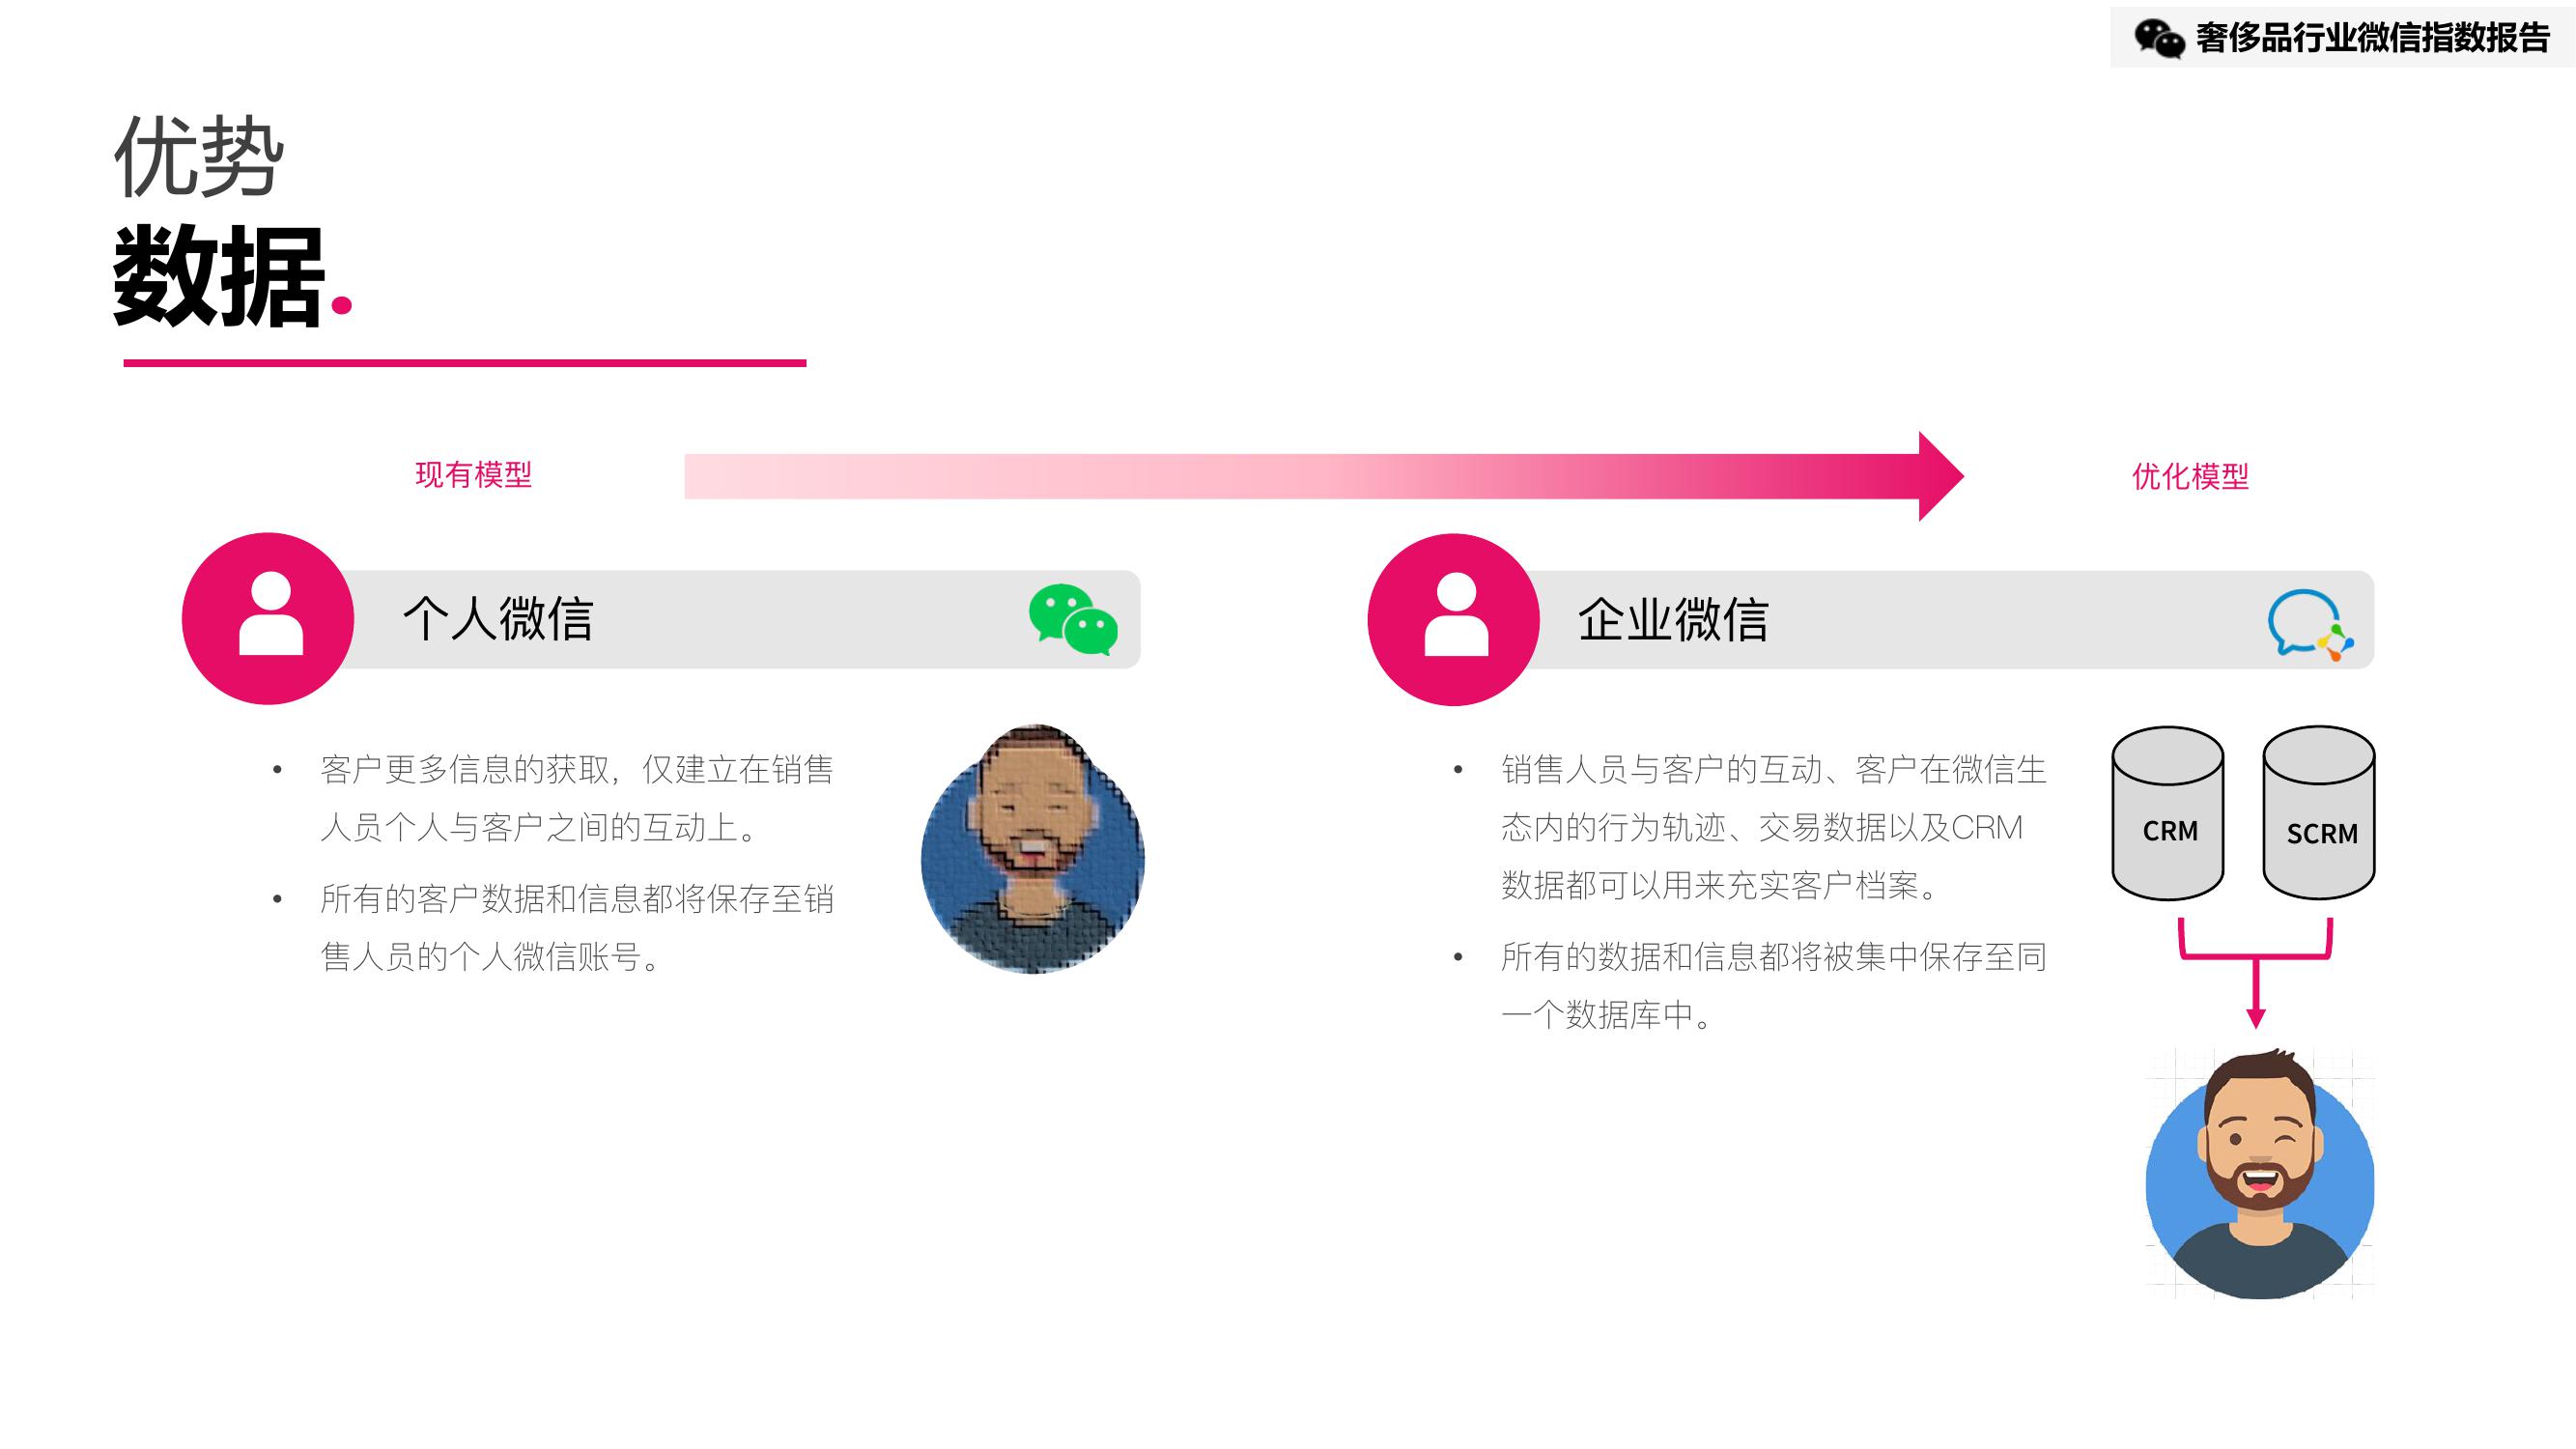 奢侈品行业微信指数报告
优势
数据.
现有模型
优化模型
个人微信
• 客户更多信息的获取，仅建立在销售
人员个人与客户之间的互动上。
• 所有的客户数据和信息都将保存至销
售人员的个人微信账号。
企业微信
• 销售人员与客户的互动、客户在微信生
态内的行为轨迹、交易数据以及CRM
数据都可以用来充实客户档案。
• 所有的数据和信息都将被集中保存至同
一个数据库中。
CRM
SCRM